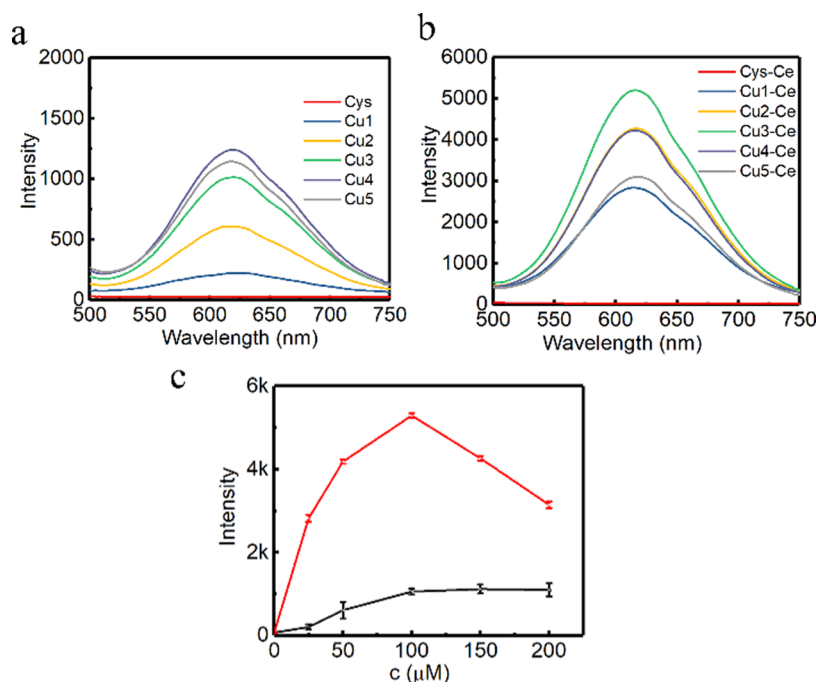 a
2000
1500
1000
500
0
Intensity
500 550 600 650 700 750
Wavelength (nm)
Cys
Cu1
Cu2
Cu3
Cu4
Cu5
b
6000
5000
4000
3000
2000
1000
0
Intensity
500 550 600 650 700 750
Wavelength (nm)
Cys-Ce
Cu1-Ce
Cu2-Ce
Cu3-Ce
Cu4-Ce
Cu5-Ce
c
6k
4k
2k
0
Intensity
0 50 100 150 200
c (μM)